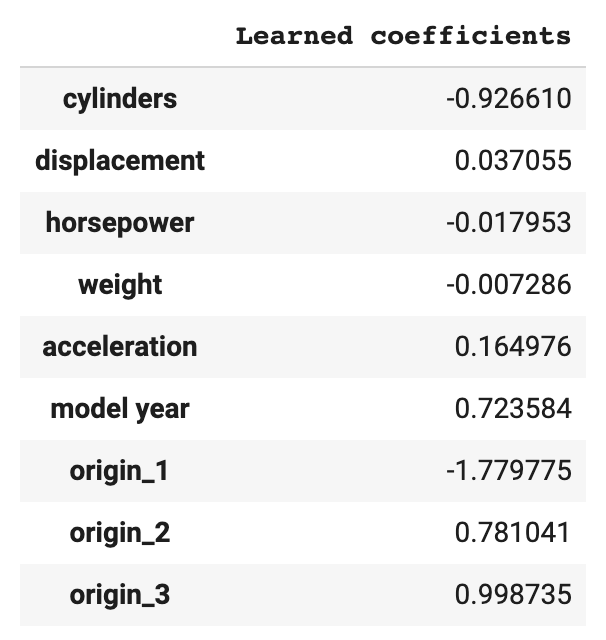 Learned coefficients
cylinders -0.926610
displacement 0.037055
horsepower -0.017953
weight -0.007286
acceleration 0.164976
model year 0.723584
origin_1 -1.779775
origin_2 0.781041
origin_3 0.998735